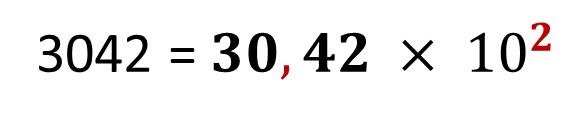 3042 = 30,42 × 10²